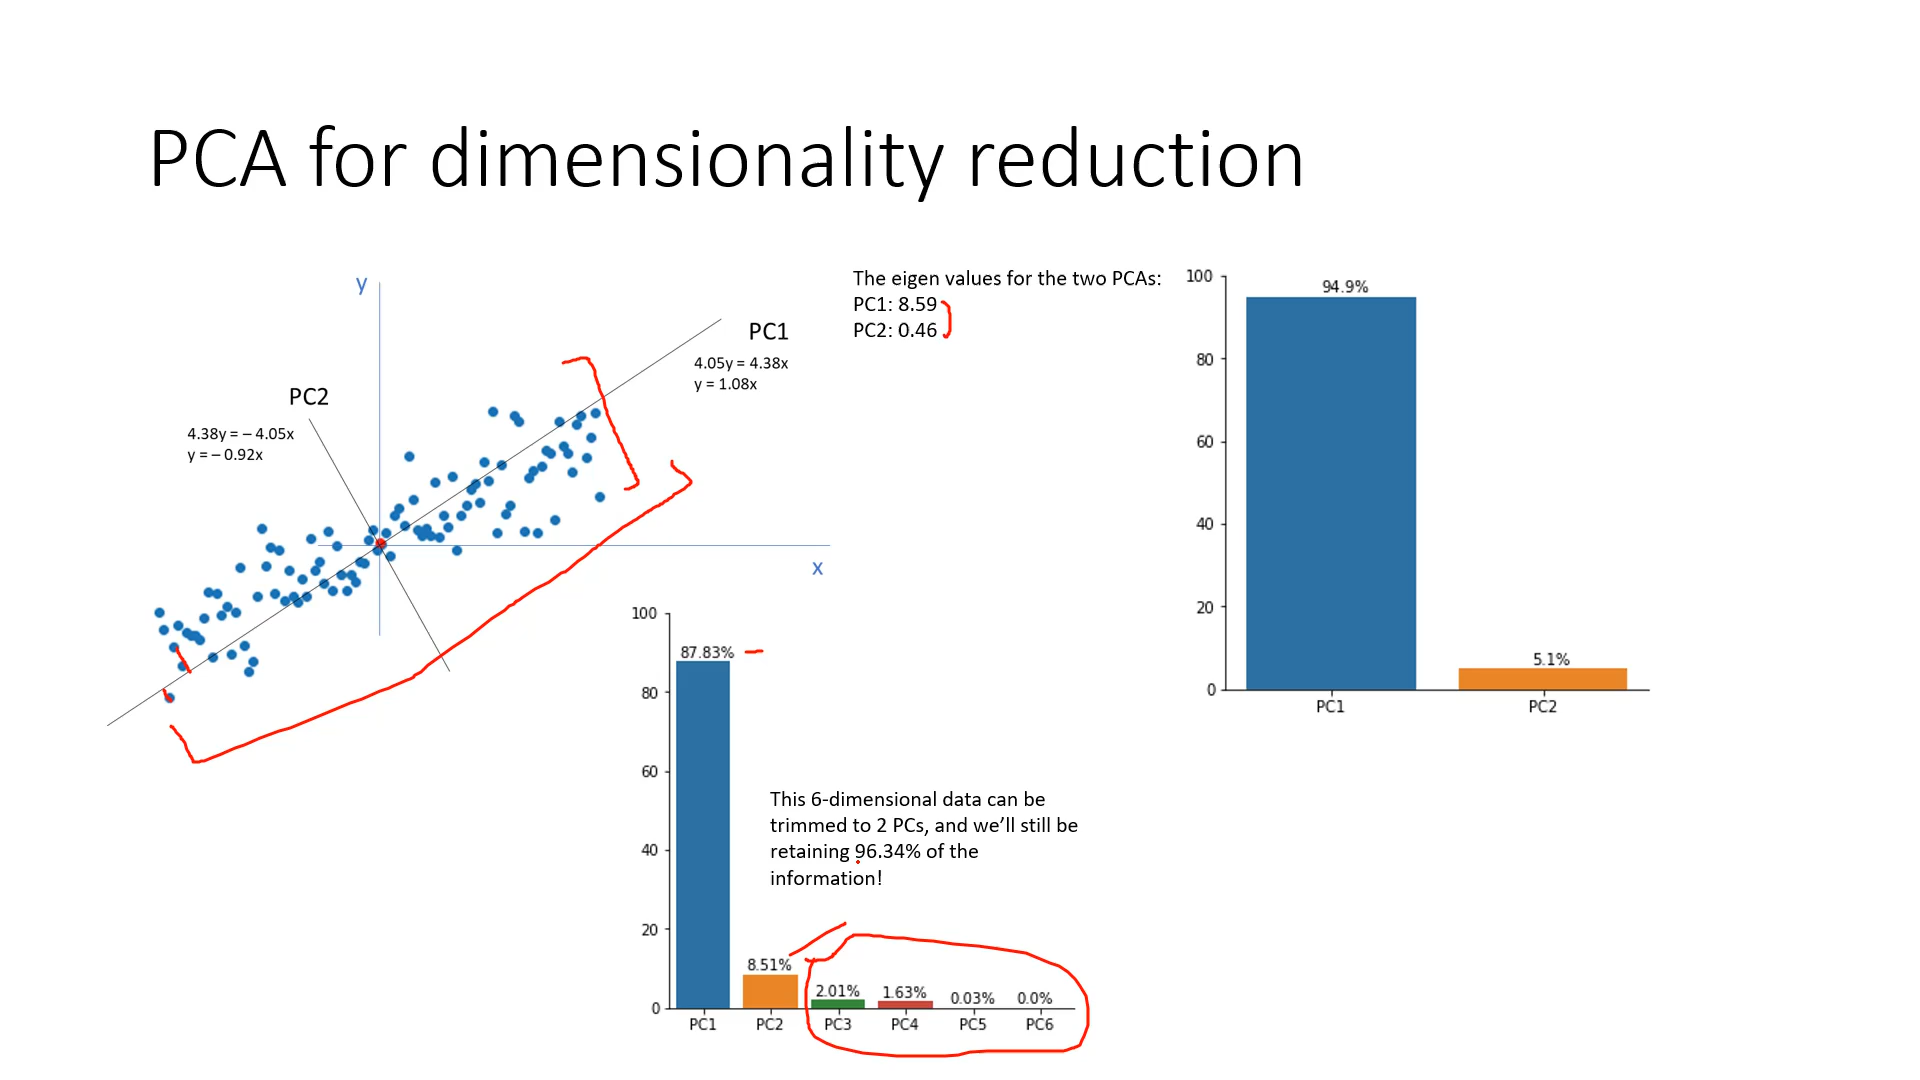 PCA for dimensionality reduction
y
PC1
4.05y = 4.38x
y = 1.08x
PC2
4.38y = – 4.05x
y = – 0.92x
x
The eigen values for the two PCAs:
PC1: 8.59
PC2: 0.46
100
80
60
40
20
0
94.9%
5.1%
PC1 PC2
100
80
60
40
20
0
87.83%
8.51%
2.01%
1.63%
0.03%
0.0%
PC1 PC2 PC3 PC4 PC5 PC6
This 6-dimensional data can be
trimmed to 2 PCs, and we’ll still be
retaining 96.34% of the
information!